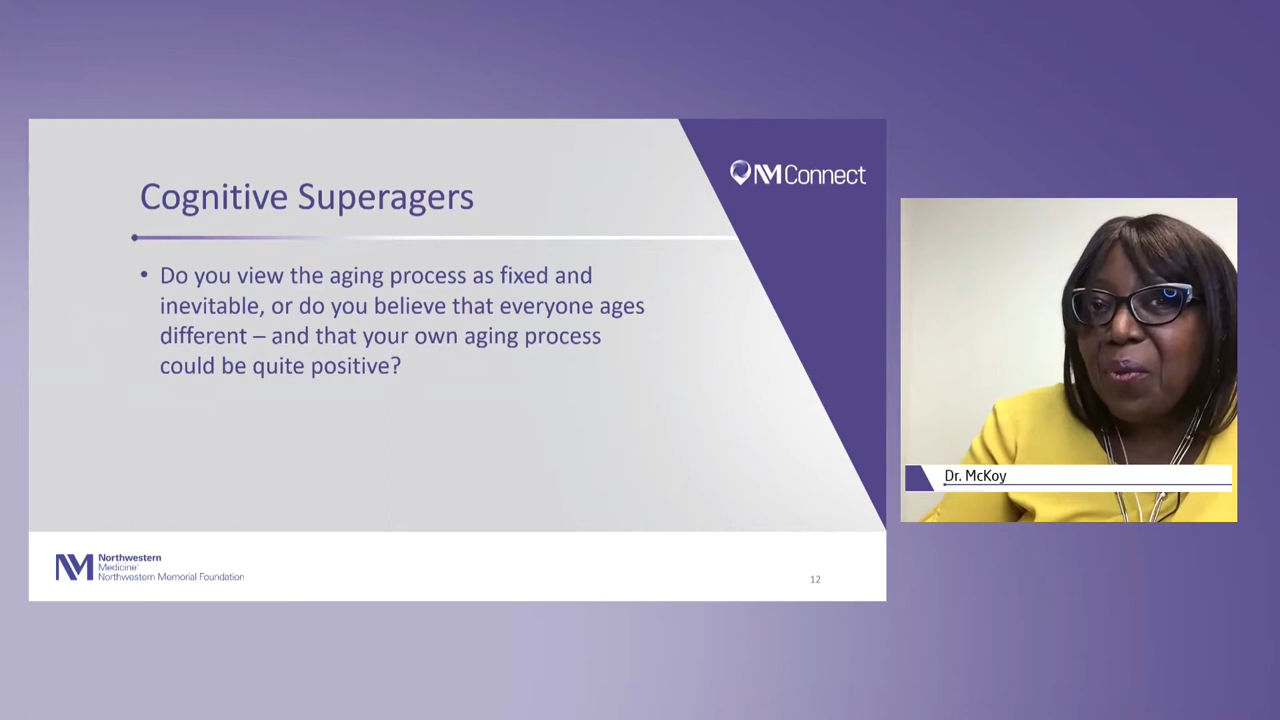 NM Connect
Cognitive Superagers
• Do you view the aging process as fixed and
inevitable, or do you believe that everyone ages
different – and that your own aging process
could be quite positive?
Dr. McKoy
NM Northwestern
Medicine®
Northwestern Memorial Foundation
12